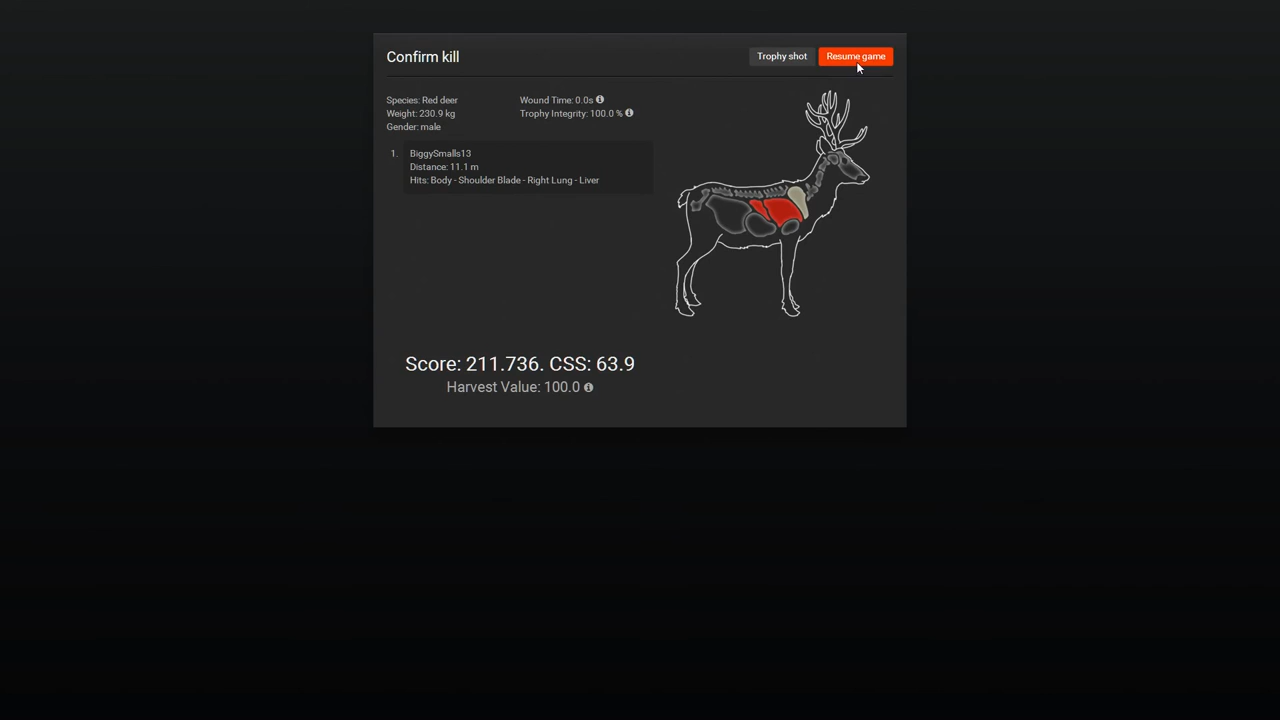 Confirm kill
Trophy shot
Resume game
Species: Red deer
Weight: 230.9 kg
Gender: male
Wound Time: 0.0s
Trophy Integrity: 100.0 %
1. BiggySmalls13
Distance: 11.1 m
Hits: Body - Shoulder Blade - Right Lung - Liver
Score: 211.736. CSS: 63.9
Harvest Value: 100.0